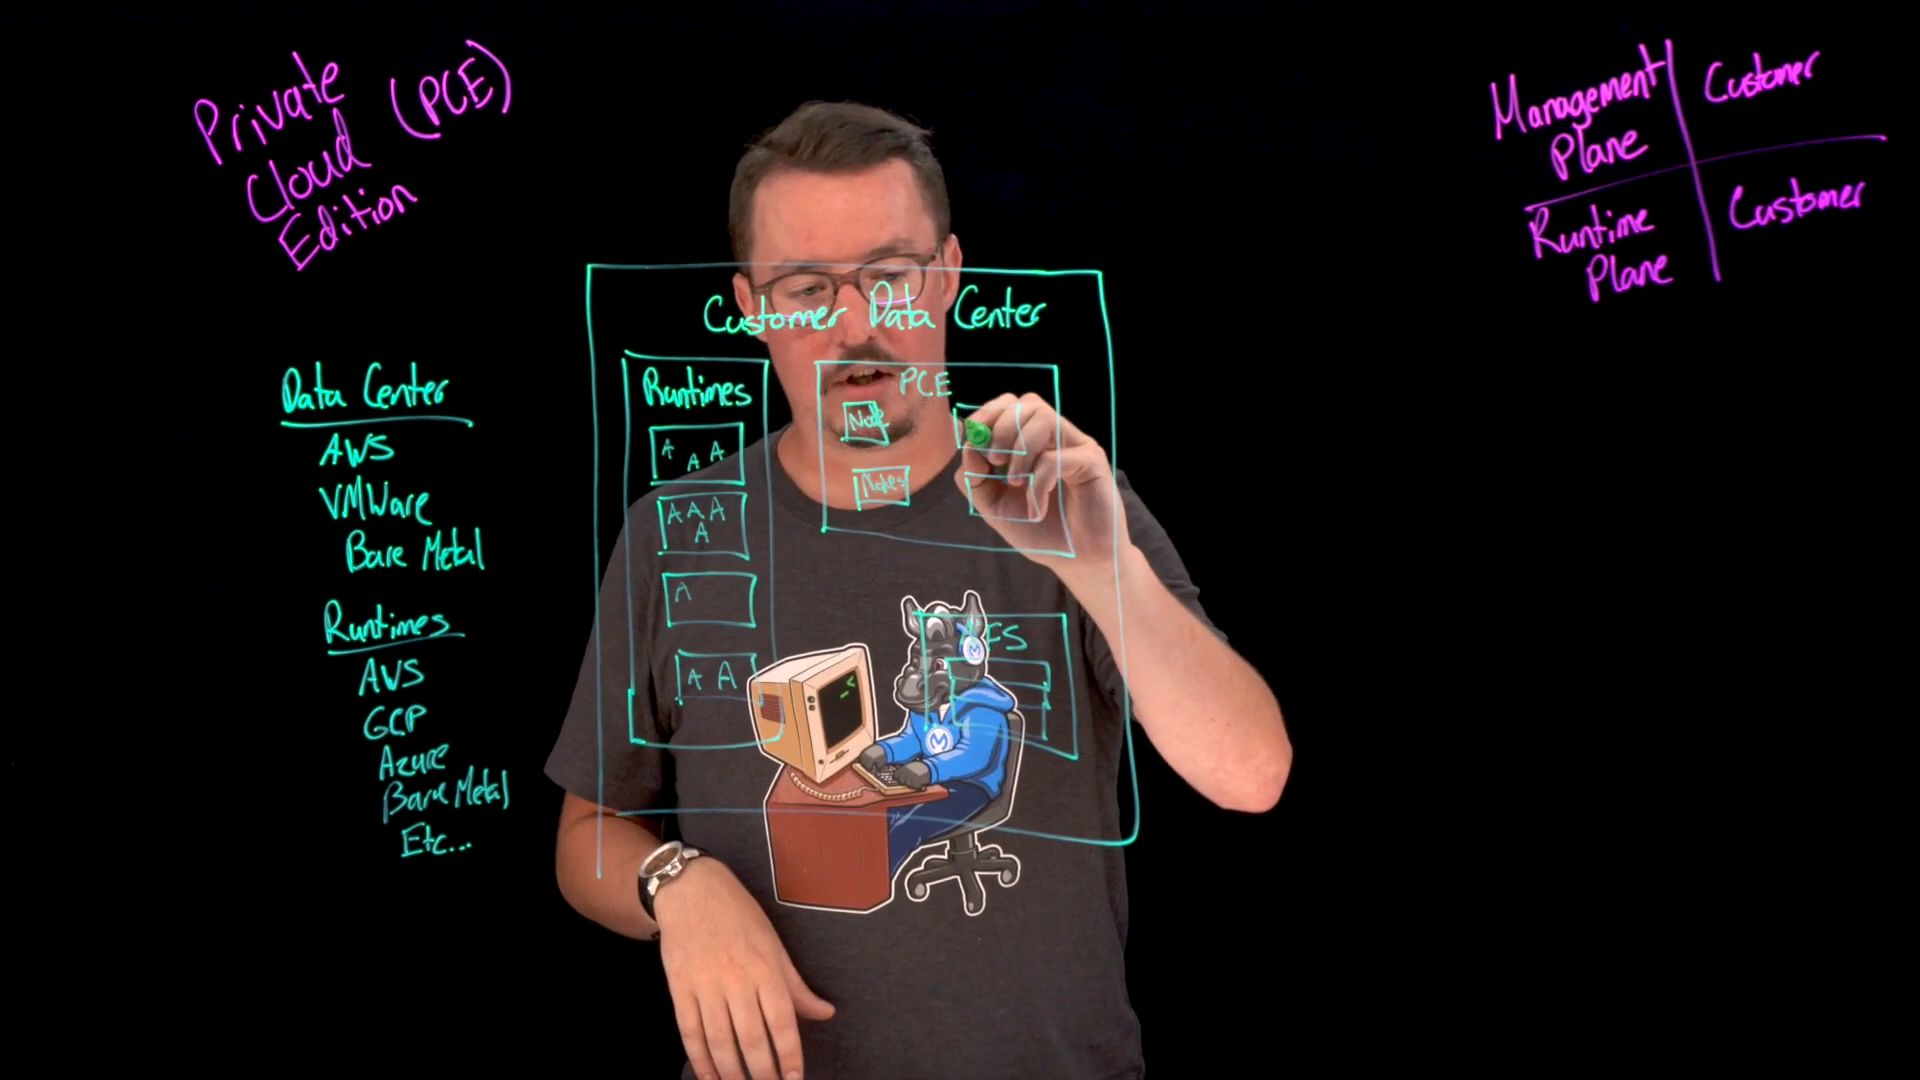 Private
Cloud (PCE)
Edition
Management
Plane
Customer
Runtime
Plane
Customer
Customer Data Center
Runtimes
A A A
A A A
A
A
A A
PCE
Node
Nodes
FS
Data Center
AWS
VMWare
Bare Metal
Runtimes
AWS
GCP
Azure
Bare Metal
Etc...